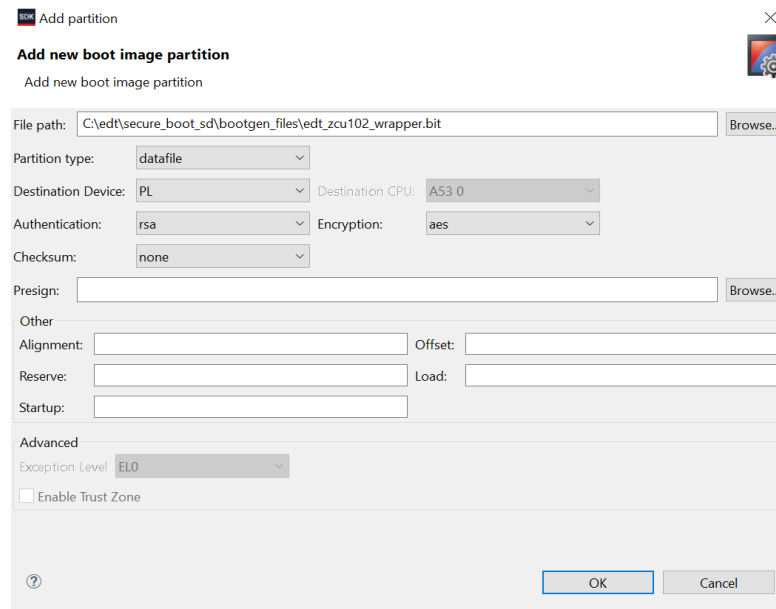 SDK Add partition
Add new boot image partition
Add new boot image partition
File path: C:\edt\secure_boot_sd\bootgen_files\edt_zcu102_wrapper.bit Browse..
Partition type: datafile
Destination Device: PL Destination CPU: A53 0
Authentication: rsa Encryption: aes
Checksum: none
Presign: Browse..
Other
Alignment: Offset:
Reserve: Load:
Startup:
Advanced
Exception Level EL0
Enable Trust Zone
? OK Cancel